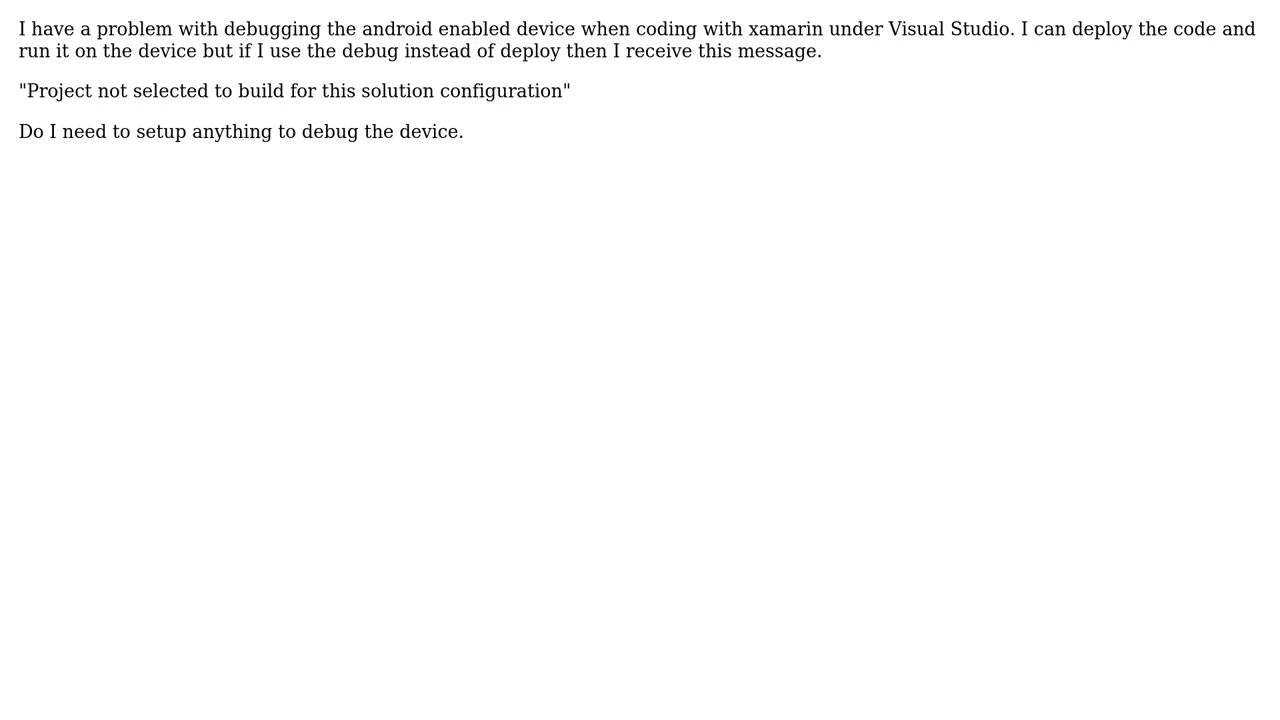 I have a problem with debugging the android enabled device when coding with xamarin under Visual Studio. I can deploy the code and
run it on the device but if I use the debug instead of deploy then I receive this message.
"Project not selected to build for this solution configuration"
Do I need to setup anything to debug the device.